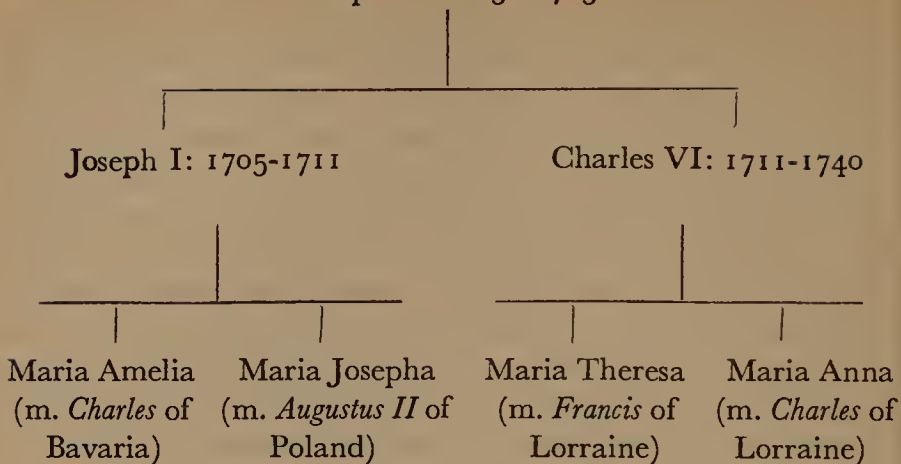 Joseph I: 1705-1711 Charles VI: 1711-1740
Maria Amelia Maria Josepha Maria Theresa Maria Anna
(m. Charles of (m. Augustus II of (m. Francis of (m. Charles of
Bavaria) Poland) Lorraine) Lorraine)